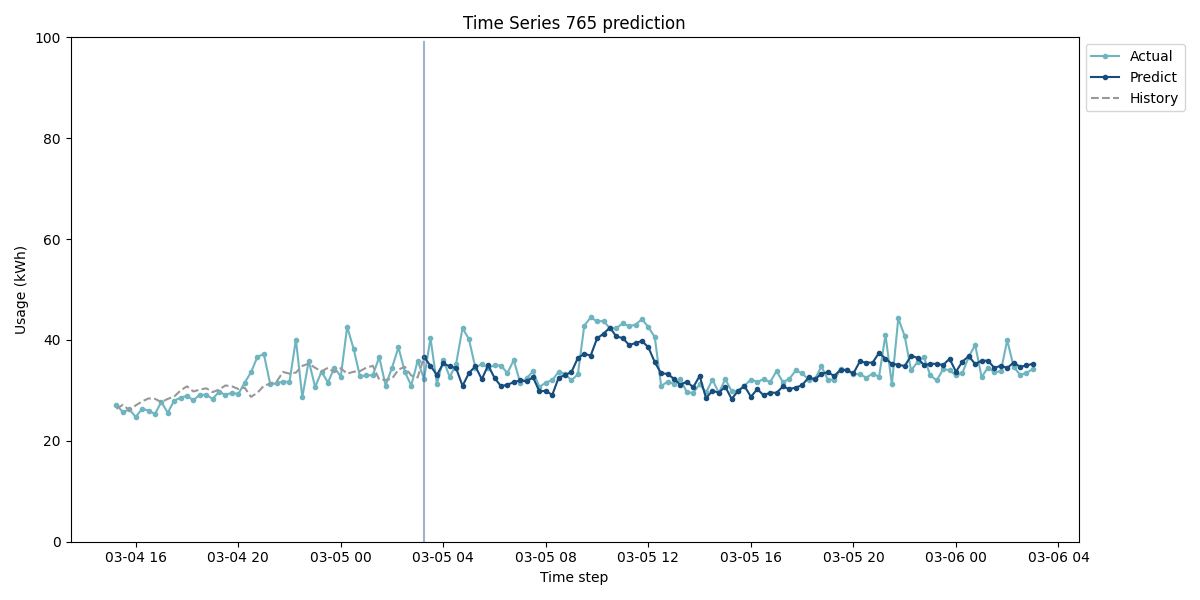 Time Series 765 prediction
100
80
60
40
20
0
Usage (kWh)
03-04 16
03-04 20
03-05 00
03-05 04
03-05 08
03-05 12
03-05 16
03-05 20
03-06 00
03-06 04
Time step
Actual
Predict
History